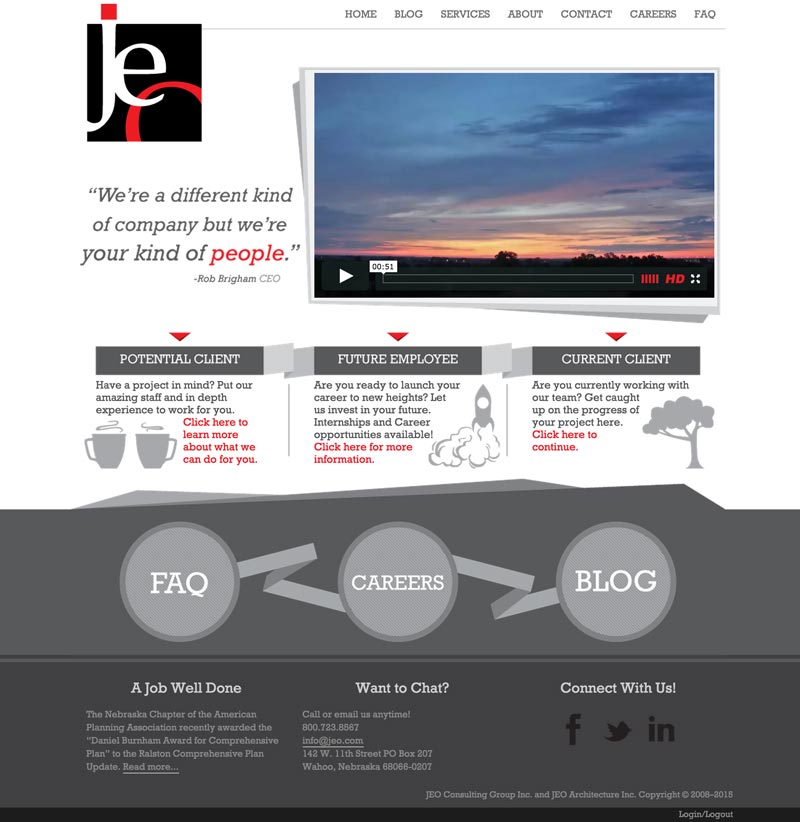 HOME BLOG SERVICES ABOUT CONTACT CAREERS FAQ
jeo
“We’re a different kind
of company but we’re
your kind of people.”
-Rob Brigham CEO
00:51
HD
POTENTIAL CLIENT
Have a project in mind? Put our
amazing staff and in depth
experience to work for you.
Click here to
learn more
about what we
can do for you.
FUTURE EMPLOYEE
Are you ready to launch your
career to new heights? Let
us invest in your future.
Internships and Career
opportunities available!
Click here for more
information.
CURRENT CLIENT
Are you currently working with
our team? Get caught
up on the progress of
your project here.
Click here to
continue.
FAQ
CAREERS
BLOG
A Job Well Done
The Nebraska Chapter of the American
Planning Association recently awarded the
"Daniel Burnham Award for Comprehensive
Plan" to the Ralston Comprehensive Plan
Update. Read more...
Want to Chat?
Call or email us anytime!
800.723.8567
info@jeo.com
142 W. 11th Street PO Box 207
Wahoo, Nebraska 68066-0207
Connect With Us!
f in
JEO Consulting Group Inc. and JEO Architecture Inc. Copyright © 2008-2015
Login/Logout